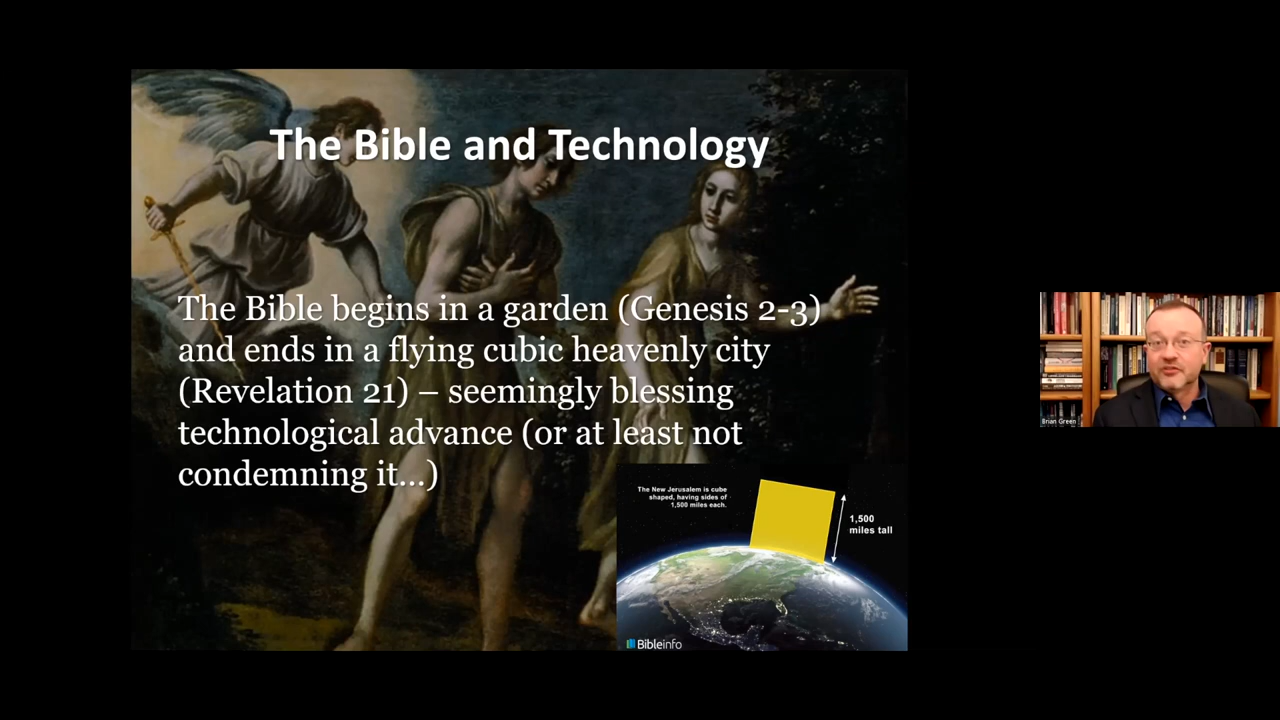 The Bible and Technology
The Bible begins in a garden (Genesis 2-3)
and ends in a flying cubic heavenly city
(Revelation 21) – seemingly blessing
technological advance (or at least not
condemning it...)
The New Jerusalem is cube
shaped, having sides of
1,500 miles each.
1,500
miles tall
Bibleinfo
Brian Green